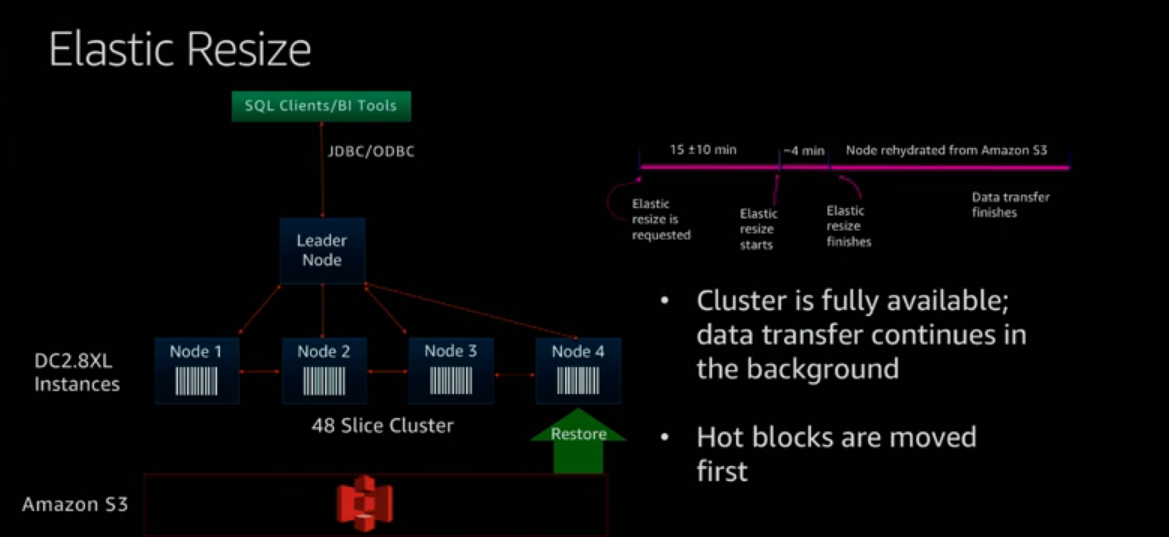 Elastic Resize
SQL Clients/BI Tools
JDBC/ODBC
Leader
Node
DC2.8XL
Instances
Node 1
Node 2
Node 3
Node 4
48 Slice Cluster
Restore
Amazon S3
15 ±10 min
~4 min
Node rehydrated from Amazon S3
Elastic
resize is
requested
Elastic
resize
starts
Elastic
resize
finishes
Data transfer
finishes
• Cluster is fully available;
data transfer continues in
the background
• Hot blocks are moved
first